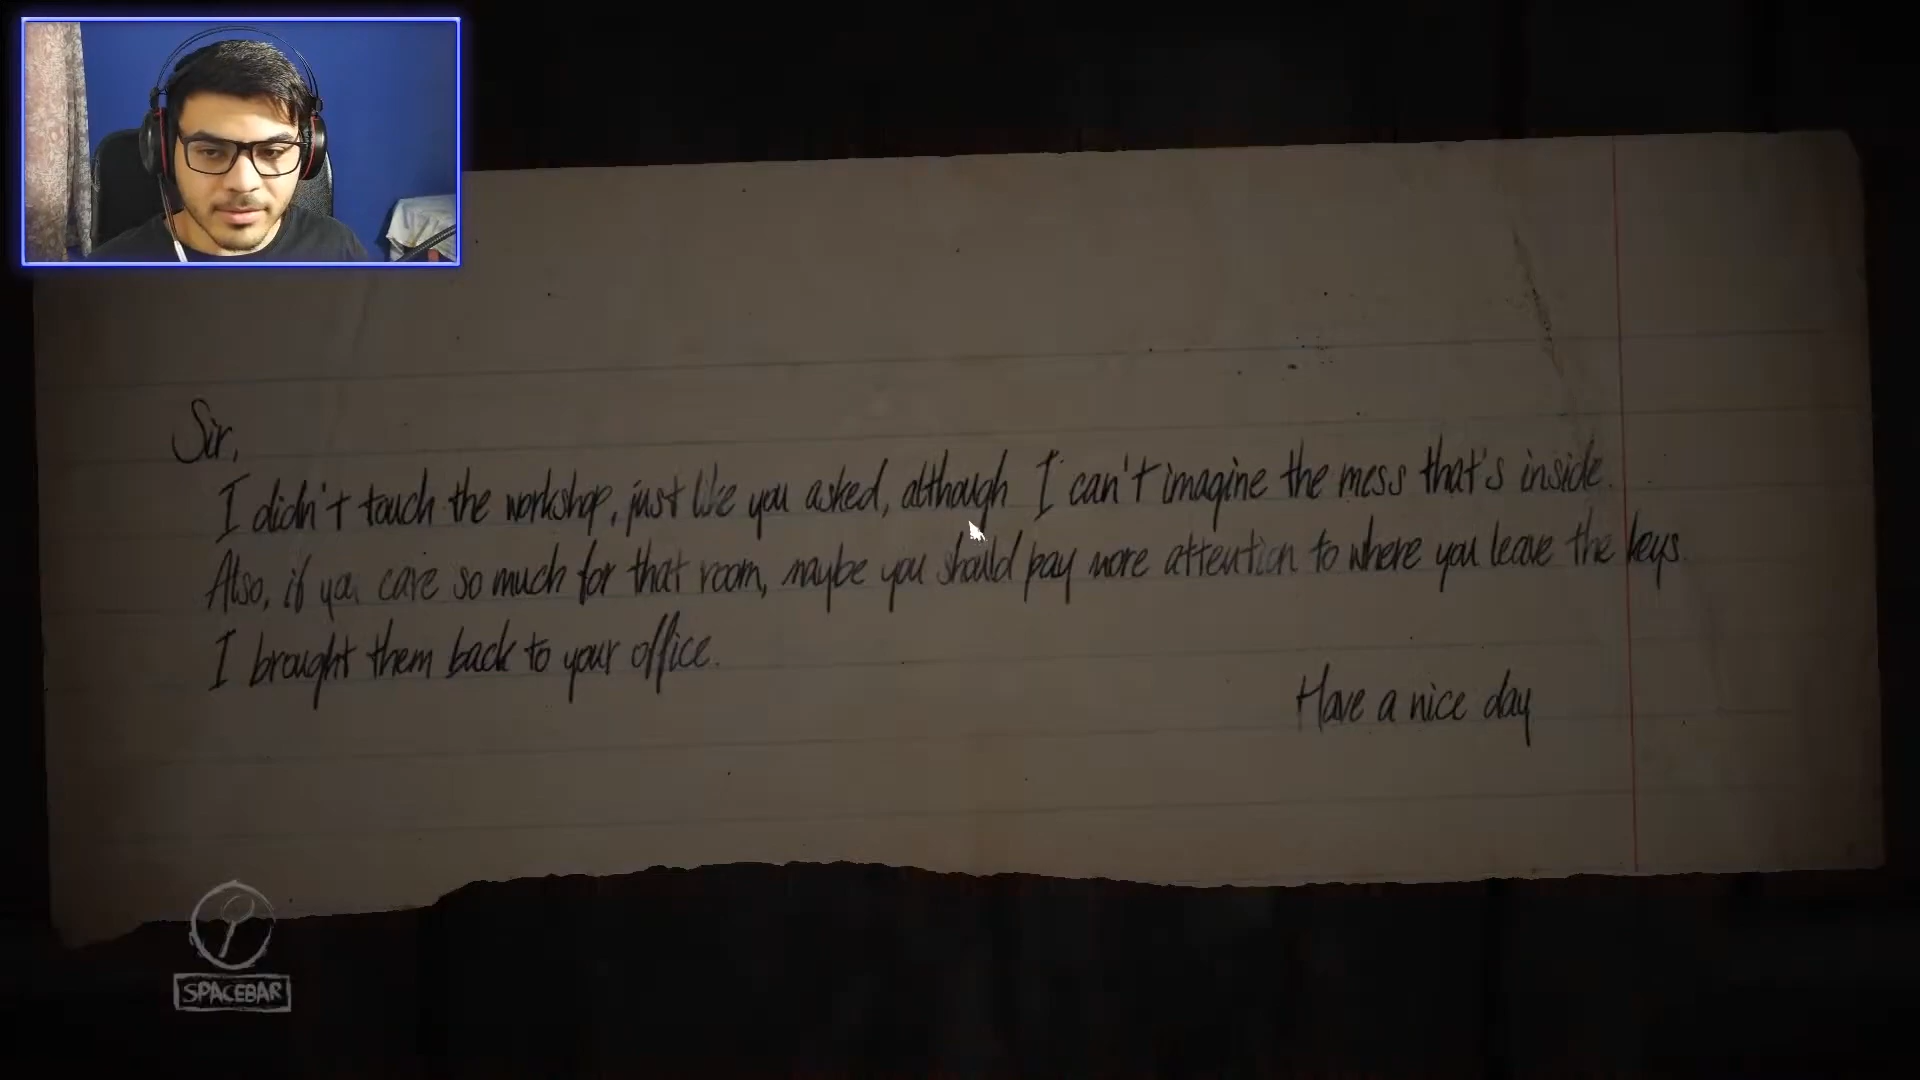 Sir,
I didn't touch the workshop, just like you asked, although I can't imagine the mess that's inside.
Also, if you care so much for that room, maybe you should pay more attention to where you leave the keys.
I brought them back to your office.
Have a nice day
SPACEBAR